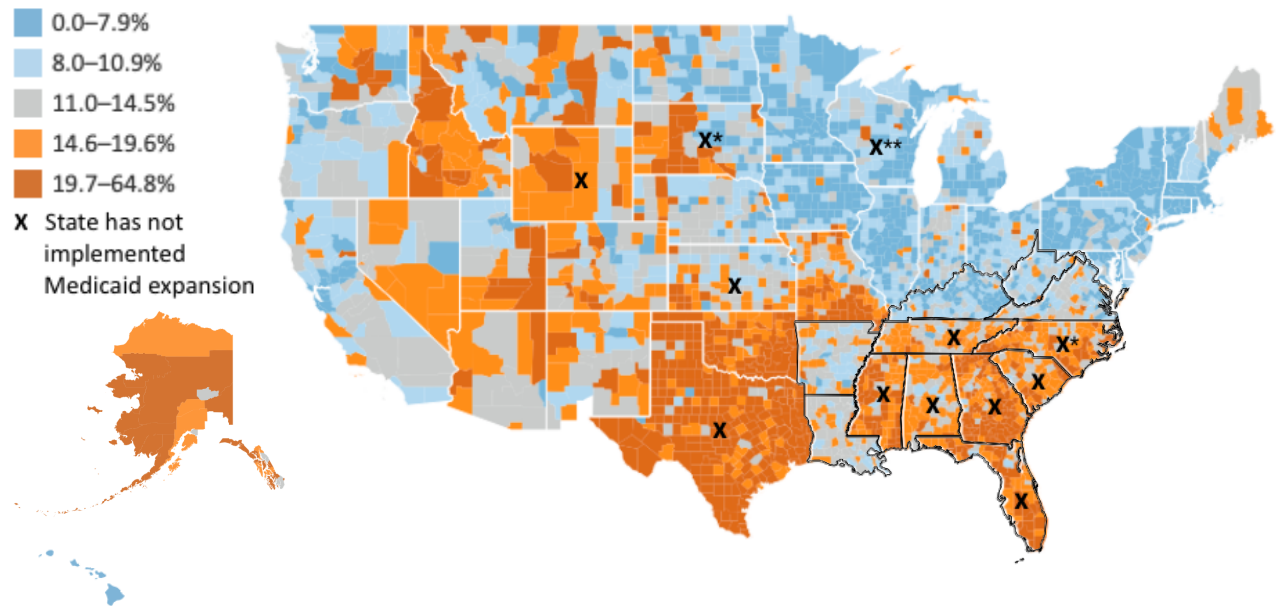 0.0–7.9%
8.0–10.9%
11.0–14.5%
14.6–19.6%
19.7–64.8%
X State has not
implemented
Medicaid expansion
X*
X**
X
X
X
X*
X
X
X
X
X
X